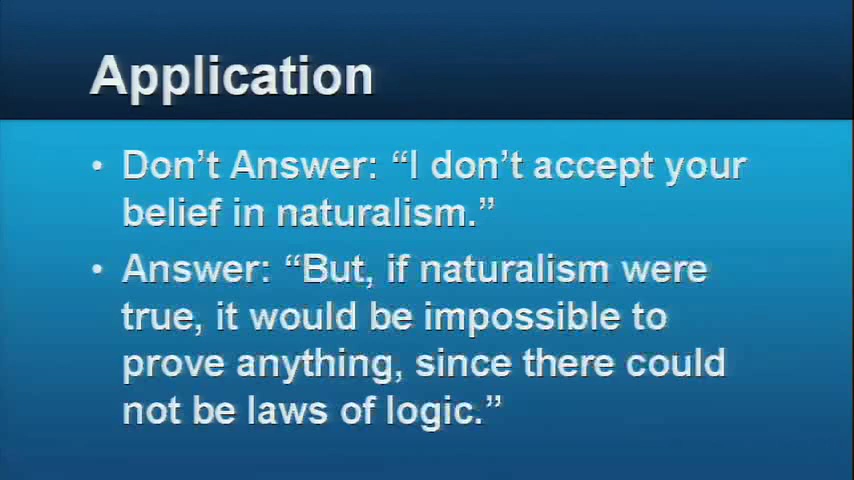 Application
• Don’t Answer: “I don’t accept your
belief in naturalism.”
• Answer: “But, if naturalism were
true, it would be impossible to
prove anything, since there could
not be laws of logic.”